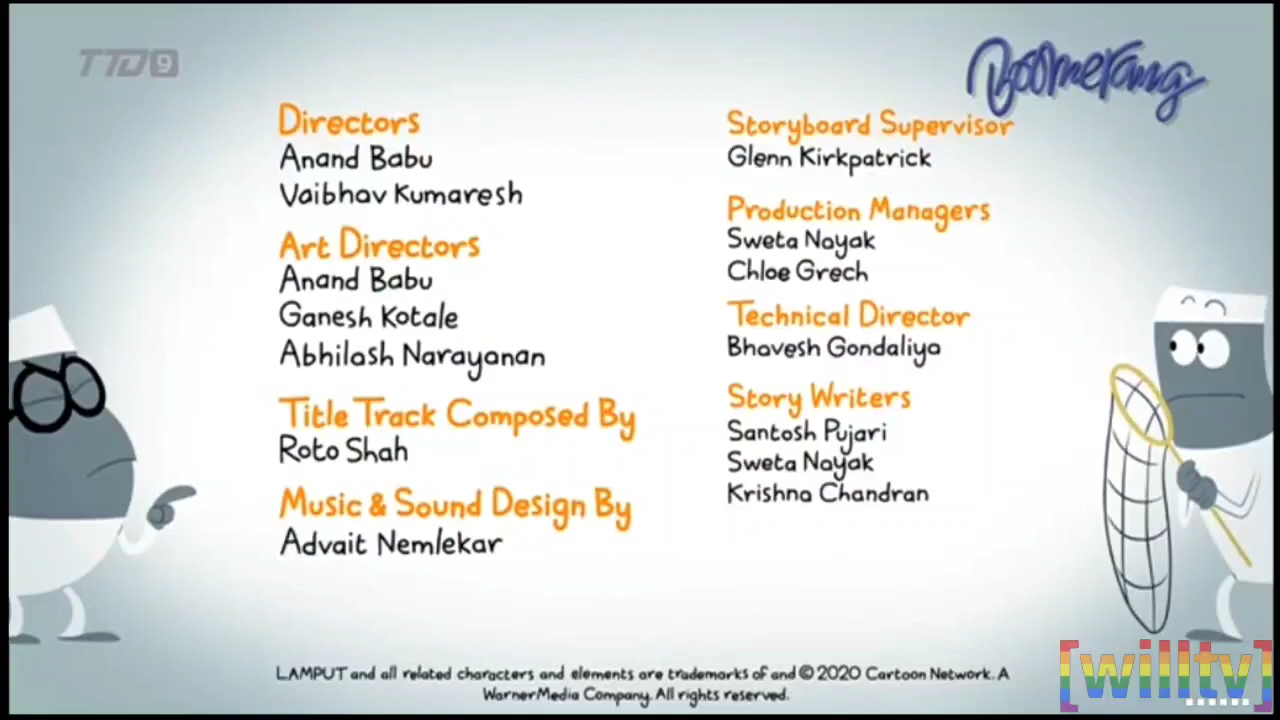 TTD9
Boomerang
Directors
Anand Babu
Vaibhav Kumaresh
Art Directors
Anand Babu
Ganesh Kotale
Abhilash Narayanan
Title Track Composed By
Roto Shah
Music & Sound Design By
Advait Nemlekar
Storyboard Supervisor
Glenn Kirkpatrick
Production Managers
Sweta Nayak
Chloe Grech
Technical Director
Bhavesh Gondaliya
Story Writers
Santosh Pujari
Sweta Nayak
Krishna Chandran
LAMPUT and all related characters and elements are trademarks of and © 2020 Cartoon Network. A
WarnerMedia Company. All rights reserved.
[willtv]